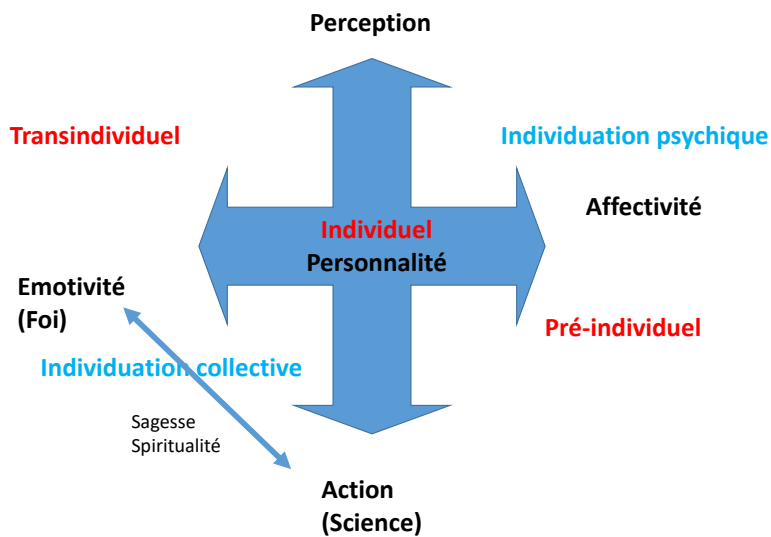 Perception
Transindividuel
Individuation psychique
Affectivité
Individuel
Personnalité
Emotivité
(Foi)
Pré-individuel
Individuation collective
Sagesse
Spiritualité
Action
(Science)